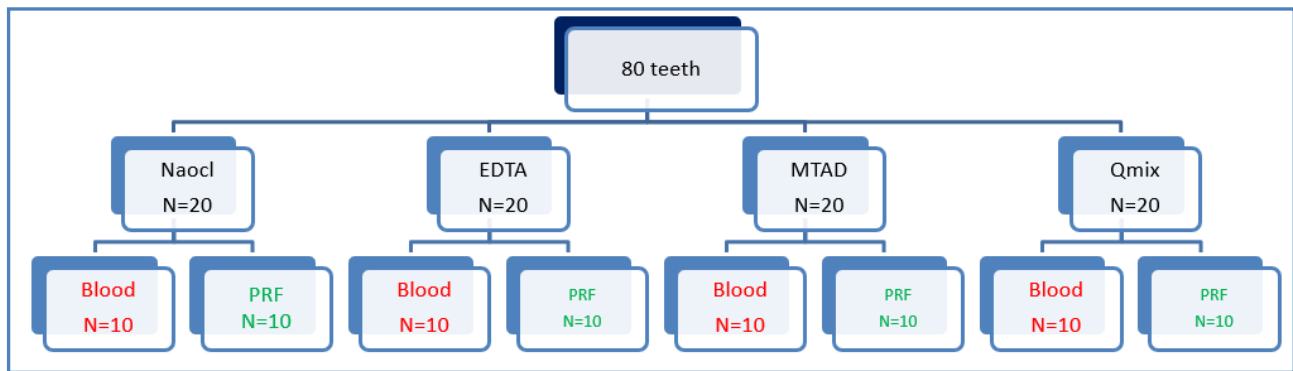 80 teeth
Naocl
N=20
EDTA
N=20
MTAD
N=20
Qmix
N=20
Blood
N=10
PRF
N=10
Blood
N=10
PRF
N=10
Blood
N=10
PRF
N=10
Blood
N=10
PRF
N=10